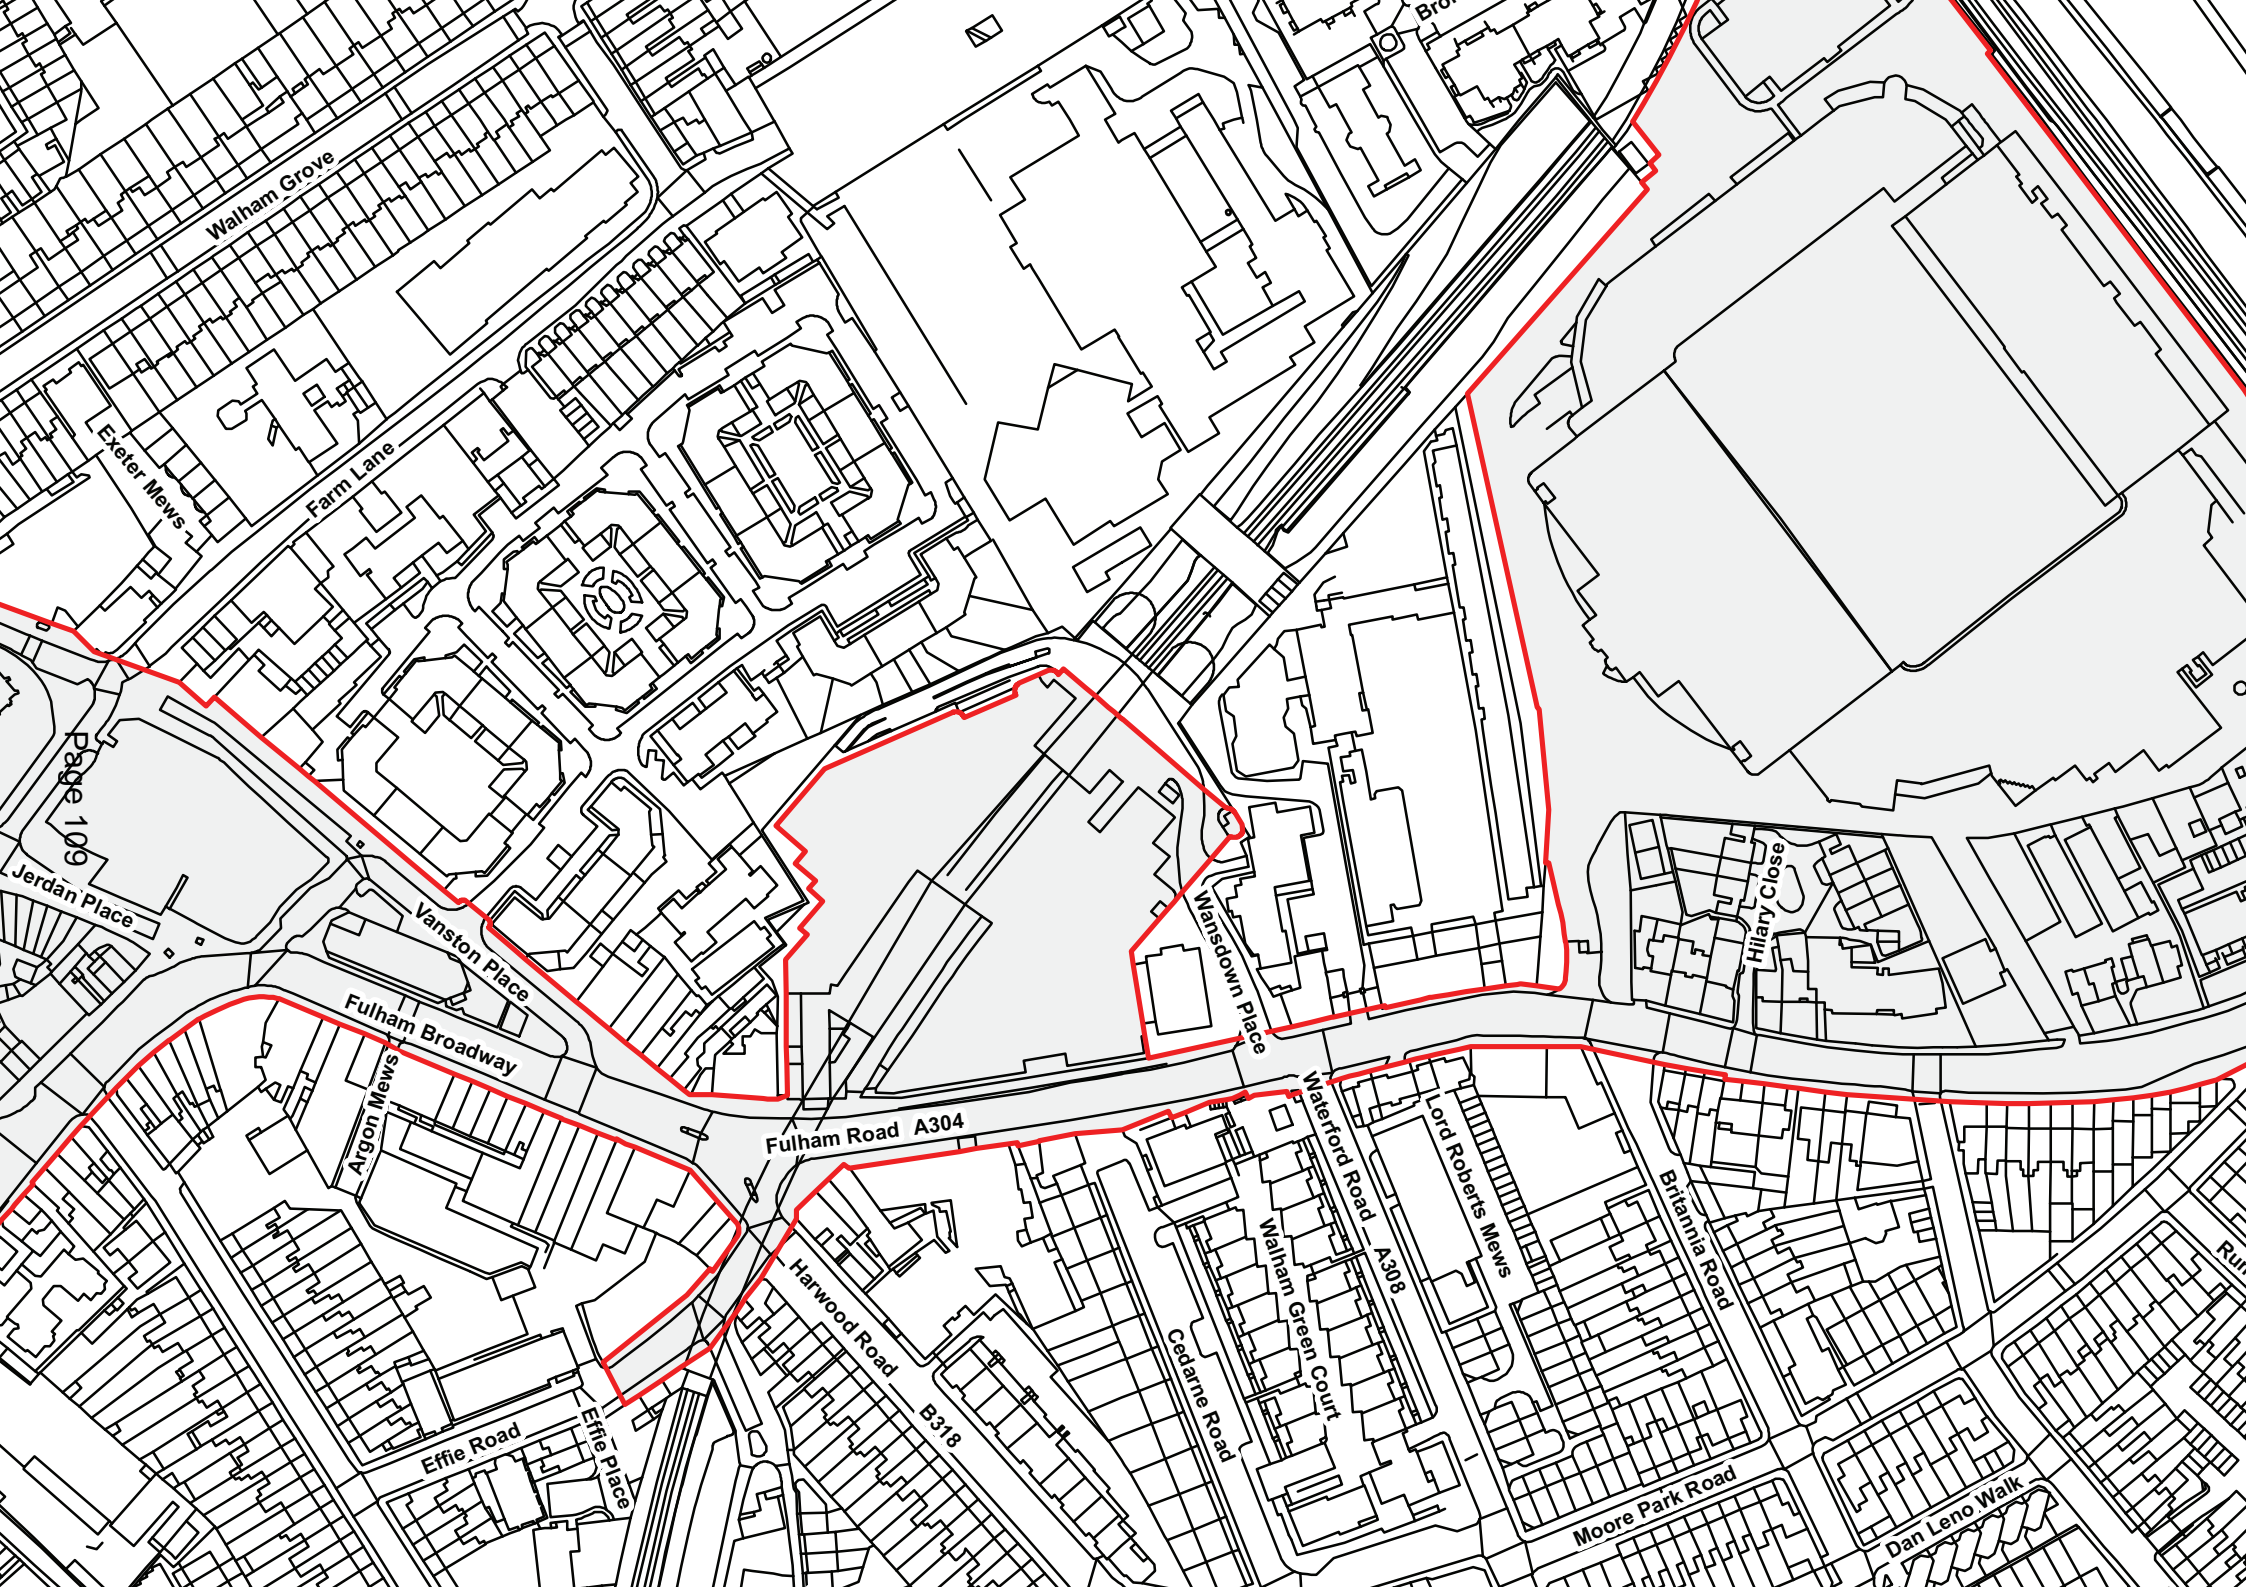 Walham Grove
Exeter Mews
Farm Lane
Page 109
Jerdan Place
Vanston Place
Fulham Broadway
Argon Mews
Fulham Road A304
Wansdown Place
Hilary Close
Waterford Road A308
Lord Roberts Mews
Walham Green Court
Britannia Road
Harwood Road B318
Cedarne Road
Effie Road
Effie Place
Moore Park Road
Dan Leno Walk